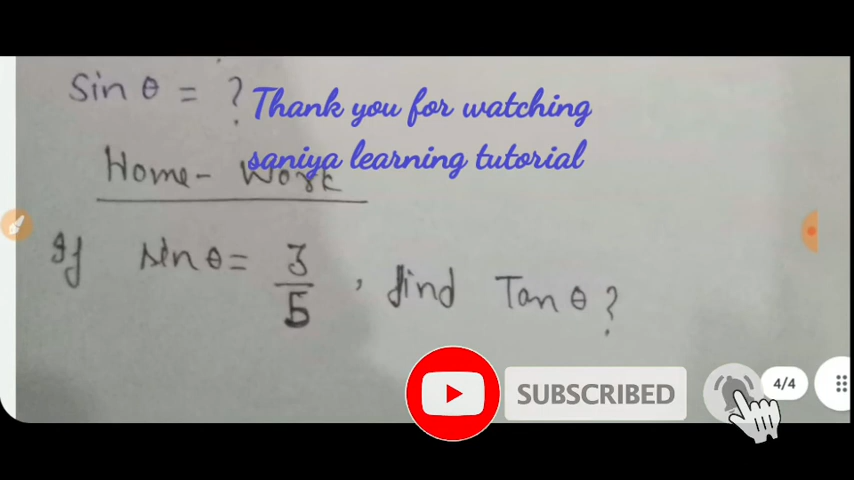 sin θ = ?
Thank you for watching
saniya learning tutorial
Home- Work
If sin θ = 3/5 , find Tan θ ?
SUBSCRIBED
4/4